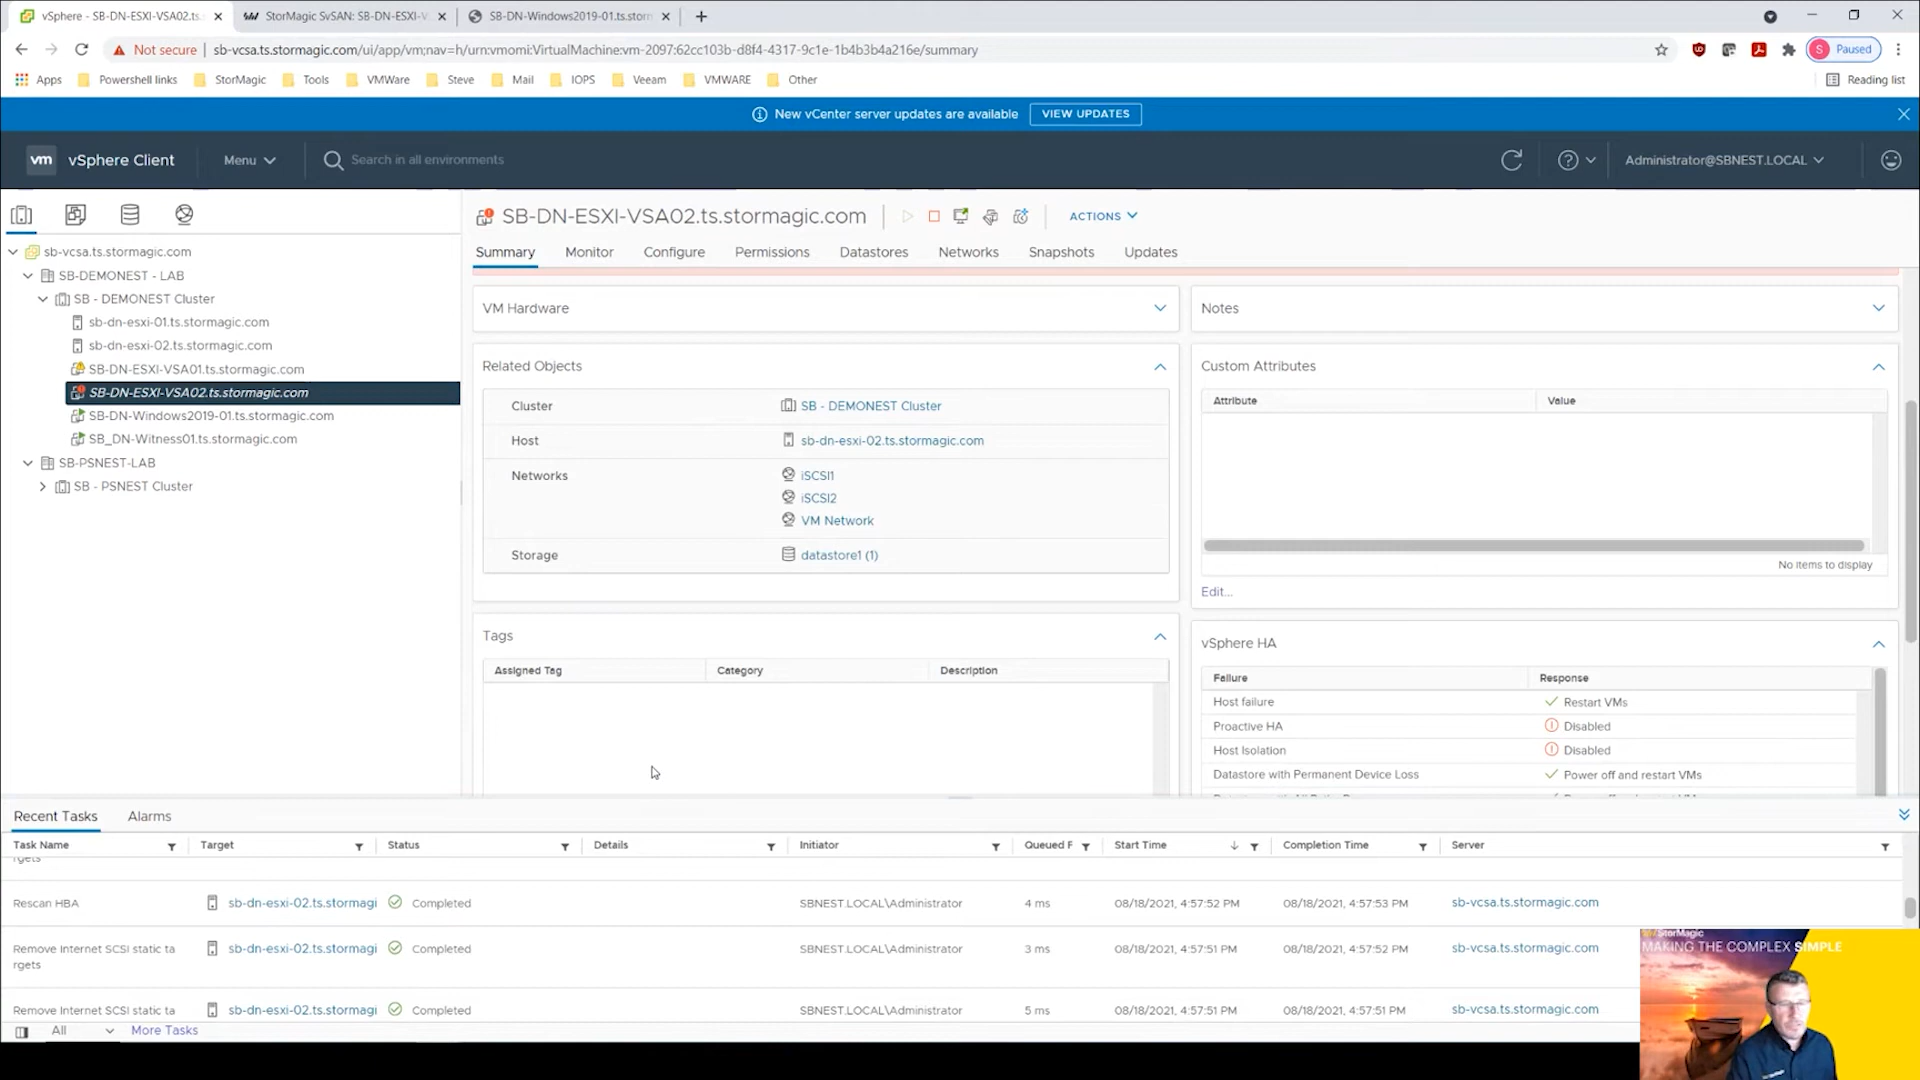 vSphere - SB-DN-ESXI-VSA02.ts.
StorMagic SvSAN: SB-DN-ESXI-V
SB-DN-Windows2019-01.ts.storm
Not secure
sb-vcsa.ts.stormagic.com/ui/app/vm;nav=h/urn:vmomi:VirtualMachine:vm-2097:62cc103b-d8f4-4317-9c1e-1b4b3b4a216e/summary
S Paused
Apps
Powershell links
StorMagic
Tools
VMWare
Steve
Mail
IOPS
Veeam
VMWARE
Other
Reading list
New vCenter server updates are available
VIEW UPDATES
vm
vSphere Client
Menu
Search in all environments
Administrator@SBNEST.LOCAL
sb-vcsa.ts.stormagic.com
SB-DEMONEST - LAB
SB - DEMONEST Cluster
sb-dn-esxi-01.ts.stormagic.com
sb-dn-esxi-02.ts.stormagic.com
SB-DN-ESXI-VSA01.ts.stormagic.com
SB-DN-ESXI-VSA02.ts.stormagic.com
SB-DN-Windows2019-01.ts.stormagic.com
SB_DN-Witness01.ts.stormagic.com
SB-PSNEST-LAB
SB - PSNEST Cluster
SB-DN-ESXI-VSA02.ts.stormagic.com
ACTIONS
Summary
Monitor
Configure
Permissions
Datastores
Networks
Snapshots
Updates
VM Hardware
Related Objects
Cluster
SB - DEMONEST Cluster
Host
sb-dn-esxi-02.ts.stormagic.com
Networks
iSCSI1
iSCSI2
VM Network
Storage
datastore1 (1)
Tags
Assigned Tag
Category
Description
Notes
Custom Attributes
Attribute
Value
No items to display
Edit...
vSphere HA
Failure
Response
Host failure
Restart VMs
Proactive HA
Disabled
Host Isolation
Disabled
Datastore with Permanent Device Loss
Power off and restart VMs
Recent Tasks
Alarms
Task Name
Target
Status
Details
Initiator
Queued F
Start Time
Completion Time
Server
rgets
Rescan HBA
sb-dn-esxi-02.ts.stormagi
Completed
SBNEST.LOCAL\Administrator
4 ms
08/18/2021, 4:57:52 PM
08/18/2021, 4:57:53 PM
sb-vcsa.ts.stormagic.com
Remove Internet SCSI static ta
rgets
sb-dn-esxi-02.ts.stormagi
Completed
SBNEST.LOCAL\Administrator
3 ms
08/18/2021, 4:57:51 PM
08/18/2021, 4:57:52 PM
sb-vcsa.ts.stormagic.com
Remove Internet SCSI static ta
sb-dn-esxi-02.ts.stormagi
Completed
SBNEST.LOCAL\Administrator
5 ms
08/18/2021, 4:57:51 PM
08/18/2021, 4:57:51 PM
sb-vcsa.ts.stormagic.com
All
More Tasks
StorMagic
MAKING THE COMPLEX SIMPLE